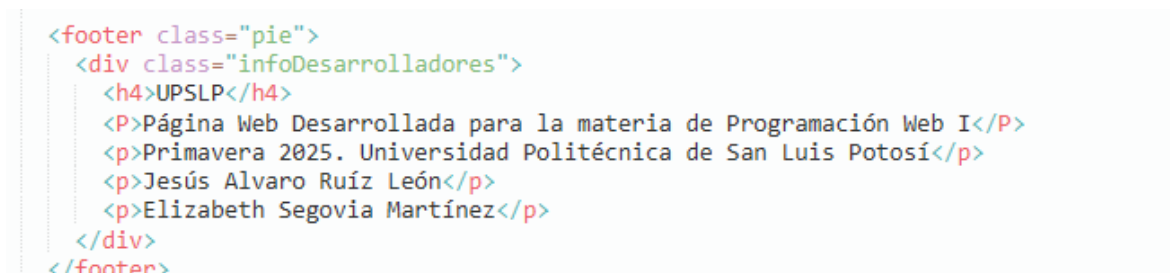 <footer class="pie">
<div class="infoDesarrolladores">
<h4>UPSLP</h4>
<P>Página Web Desarrollada para la materia de Programación Web I</P>
<p>Primavera 2025. Universidad Politécnica de San Luis Potosí</p>
<p>Jesús Alvaro Ruíz León</p>
<p>Elizabeth Segovia Martínez</p>
</div>
</footer>